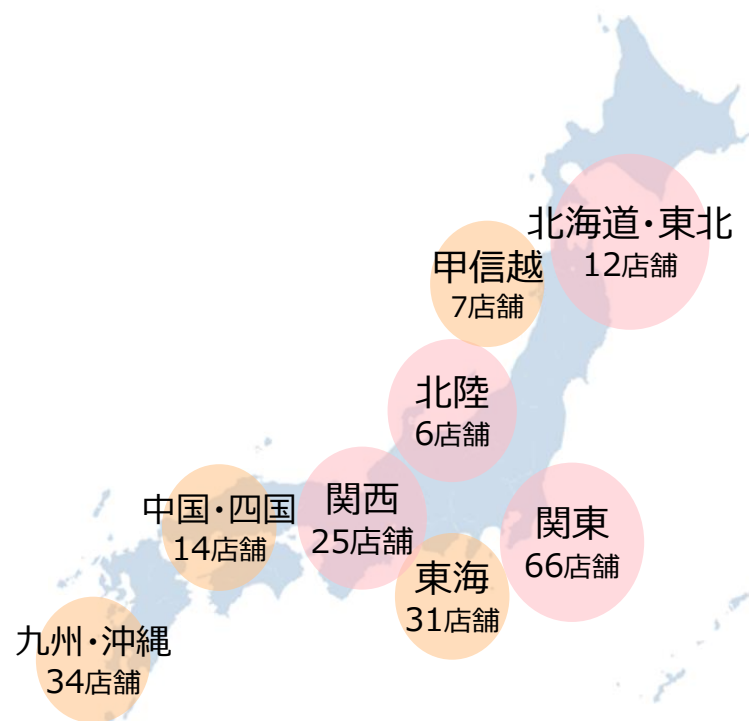 北海道・東北
12店舗
甲信越
7店舗
北陸
6店舗
関西
25店舗
中国・四国
14店舗
関東
66店舗
東海
31店舗
九州・沖縄
34店舗